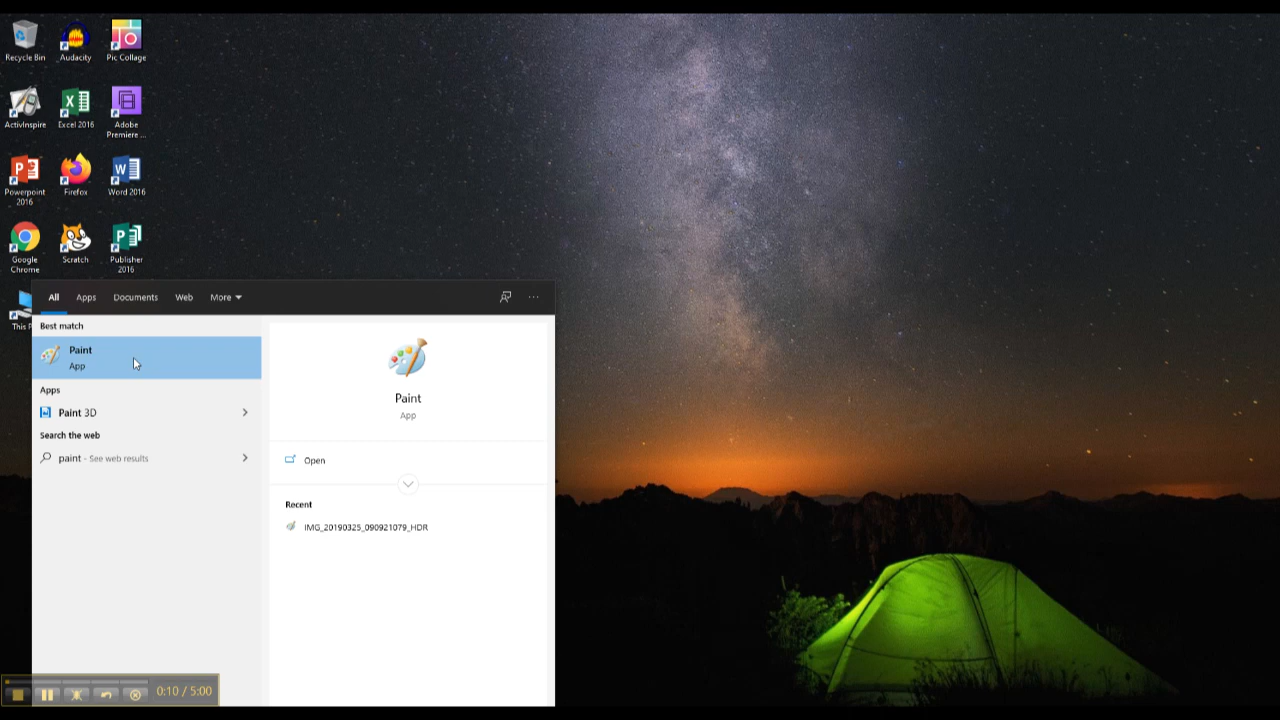 Recycle Bin
Audacity
Pic Collage
ActivInspire
Excel 2016
Adobe
Premiere ...
Powerpoint
2016
Firefox
Word 2016
Google
Chrome
Scratch
Publisher
2016
This P
All
Apps
Documents
Web
More
Best match
Paint
App
Apps
Paint 3D
Search the web
paint - See web results
Paint
App
Open
Recent
IMG_20190325_090921079_HDR
0:10 / 5:00